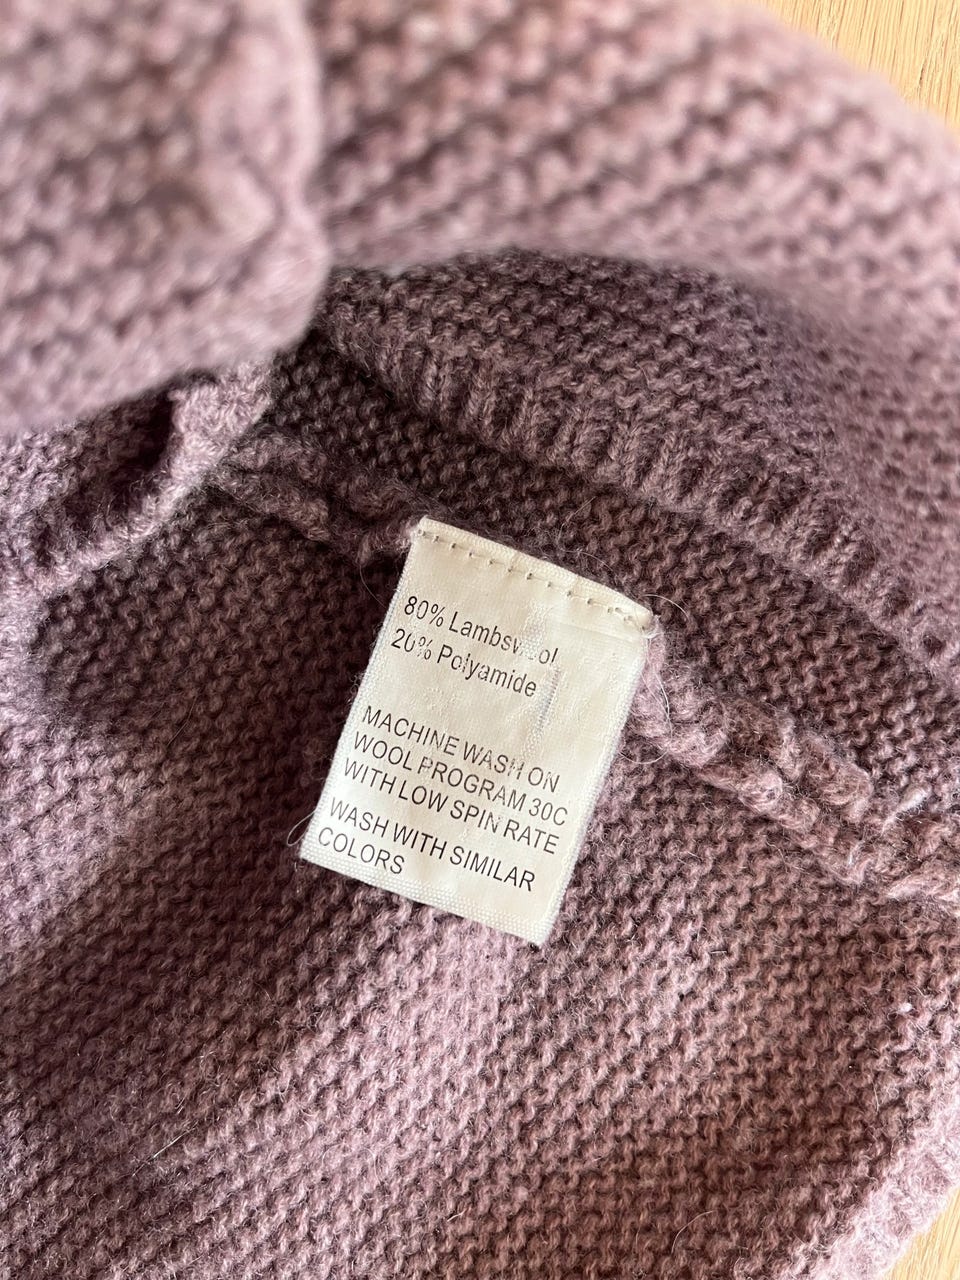 80% Lambswool
20% Polyamide
MACHINE WASH ON
WOOL PROGRAM 30C
WITH LOW SPIN RATE
WASH WITH SIMILAR
COLORS